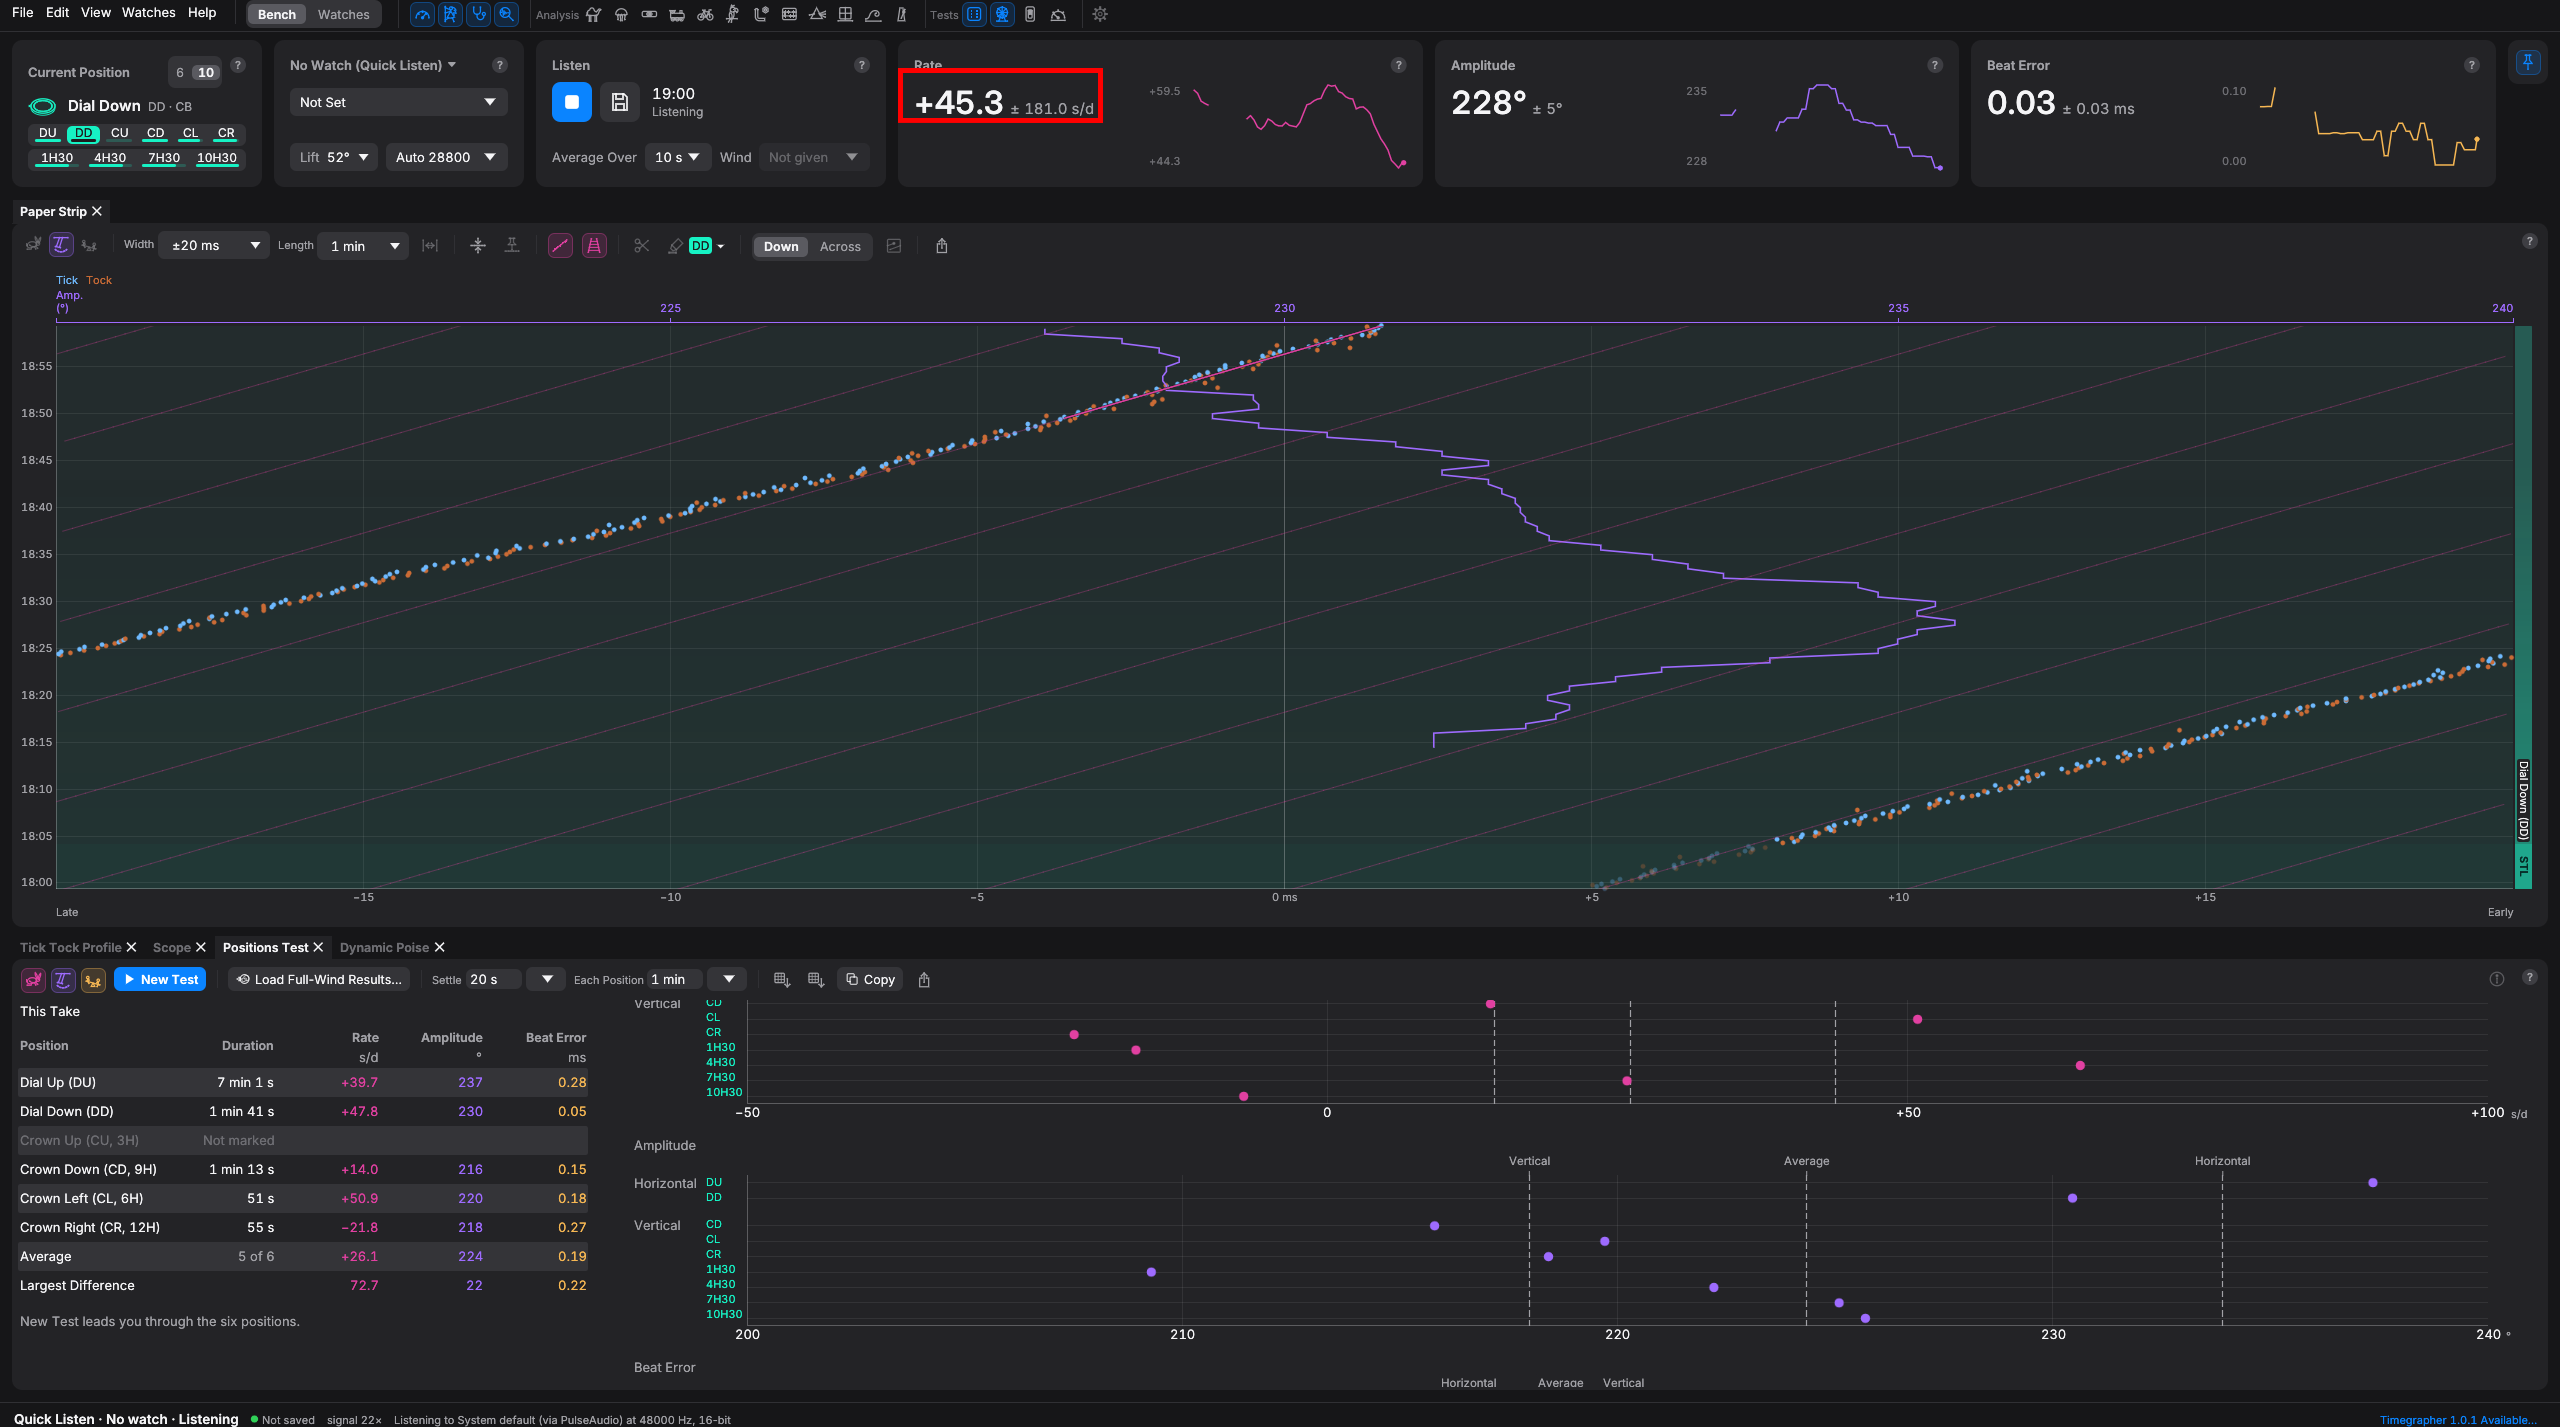 File Edit View Watches Help Bench Watches Analysis Tests
Current Position 6 10 ?
Dial Down DD · CB
DU DD CU CD CL CR
1H30 4H30 7H30 10H30
No Watch (Quick Listen) ?
Not Set
Lift 52° Auto 28800
Listen ?
19:00
Listening
Average Over 10 s Wind Not given
Rate ?
+45.3 ± 181.0 s/d
+59.5
+44.3
Amplitude ?
228° ± 5°
235
228
Beat Error ?
0.03 ± 0.03 ms
0.10
0.00
Paper Strip
Width ±20 ms Length 1 min DD Down Across ?
Tick Tock
Amp.
(°)
225 230 235 240
18:55
18:50
18:45
18:40
18:35
18:30
18:25
18:20
18:15
18:10
18:05
18:00
Dial Down (DD)
STL
−15 −10 −5 0 ms +5 +10 +15
Late Early
Tick Tock Profile Scope Positions Test Dynamic Poise
New Test Load Full-Wind Results... Settle 20 s Each Position 1 min Copy ?
This Take
Position Duration Rate Amplitude Beat Error
s/d ° ms
Dial Up (DU) 7 min 1 s +39.7 237 0.28
Dial Down (DD) 1 min 41 s +47.8 230 0.05
Crown Up (CU, 3H) Not marked
Crown Down (CD, 9H) 1 min 13 s +14.0 216 0.15
Crown Left (CL, 6H) 51 s +50.9 220 0.18
Crown Right (CR, 12H) 55 s −21.8 218 0.27
Average 5 of 6 +26.1 224 0.19
Largest Difference 72.7 22 0.22
New Test leads you through the six positions.
Vertical CD
CL
CR
1H30
4H30
7H30
10H30
−50 0 +50 +100 s/d
Amplitude
Vertical Average Horizontal
Horizontal DU
DD
Vertical CD
CL
CR
1H30
4H30
7H30
10H30
200 210 220 230 240 °
Beat Error
Horizontal Average Vertical
Quick Listen · No watch · Listening Not saved signal 22× Listening to System default (via PulseAudio) at 48000 Hz, 16-bit Timegrapher 1.0.1 Available...